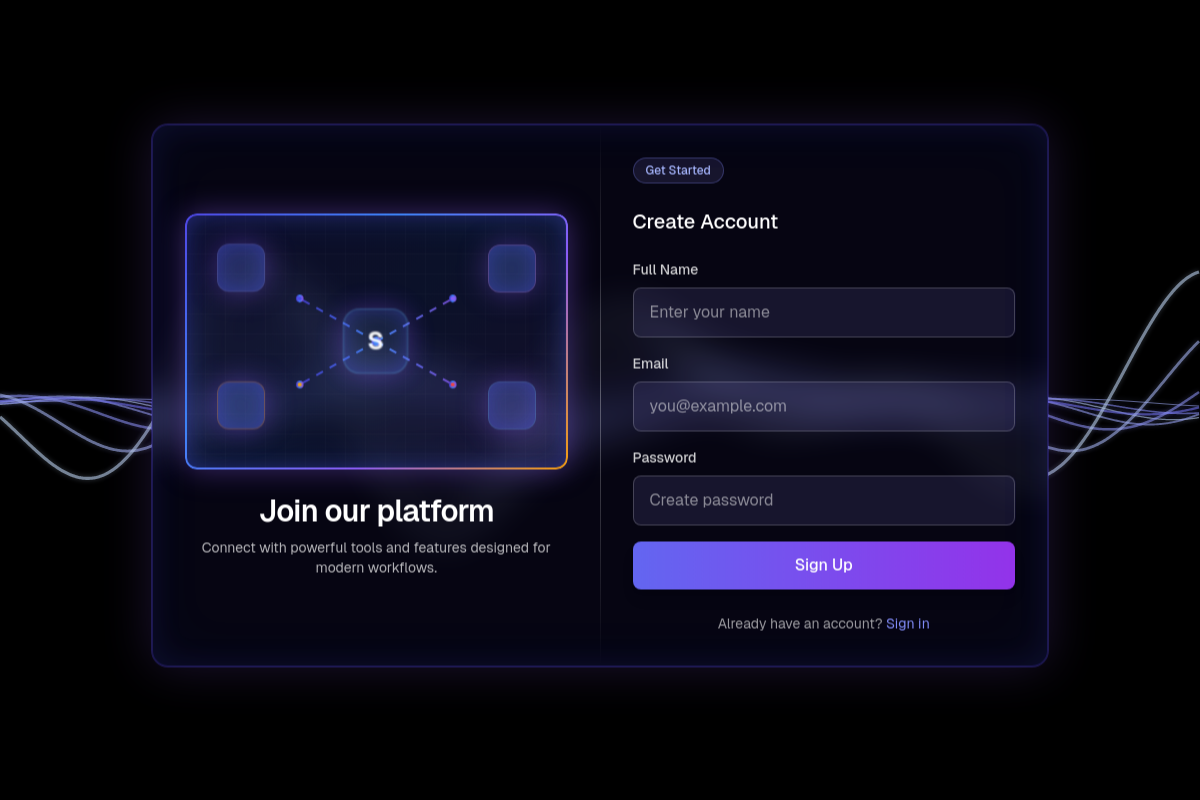 S
Join our platform
Connect with powerful tools and features designed for
modern workflows.
Get Started
Create Account
Full Name
Enter your name
Email
you@example.com
Password
Create password
Sign Up
Already have an account? Sign in